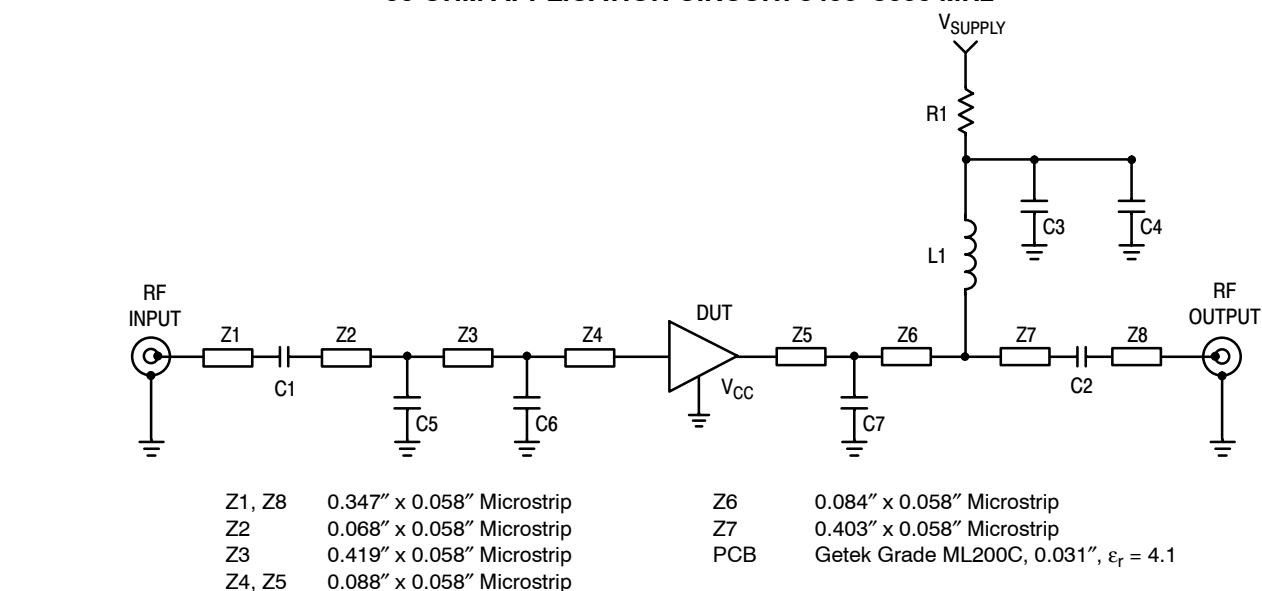 V_SUPPLY
R1
C3 C4
L1
RF
INPUT
RF
OUTPUT
DUT
Z1 Z2 Z3 Z4 Z5 Z6 Z7 Z8
C1 V_CC C2
C5 C6 C7
Z1, Z8 0.347″ x 0.058″ Microstrip
Z2 0.068″ x 0.058″ Microstrip
Z3 0.419″ x 0.058″ Microstrip
Z4, Z5 0.088″ x 0.058″ Microstrip
Z6 0.084″ x 0.058″ Microstrip
Z7 0.403″ x 0.058″ Microstrip
PCB Getek Grade ML200C, 0.031″, εr = 4.1